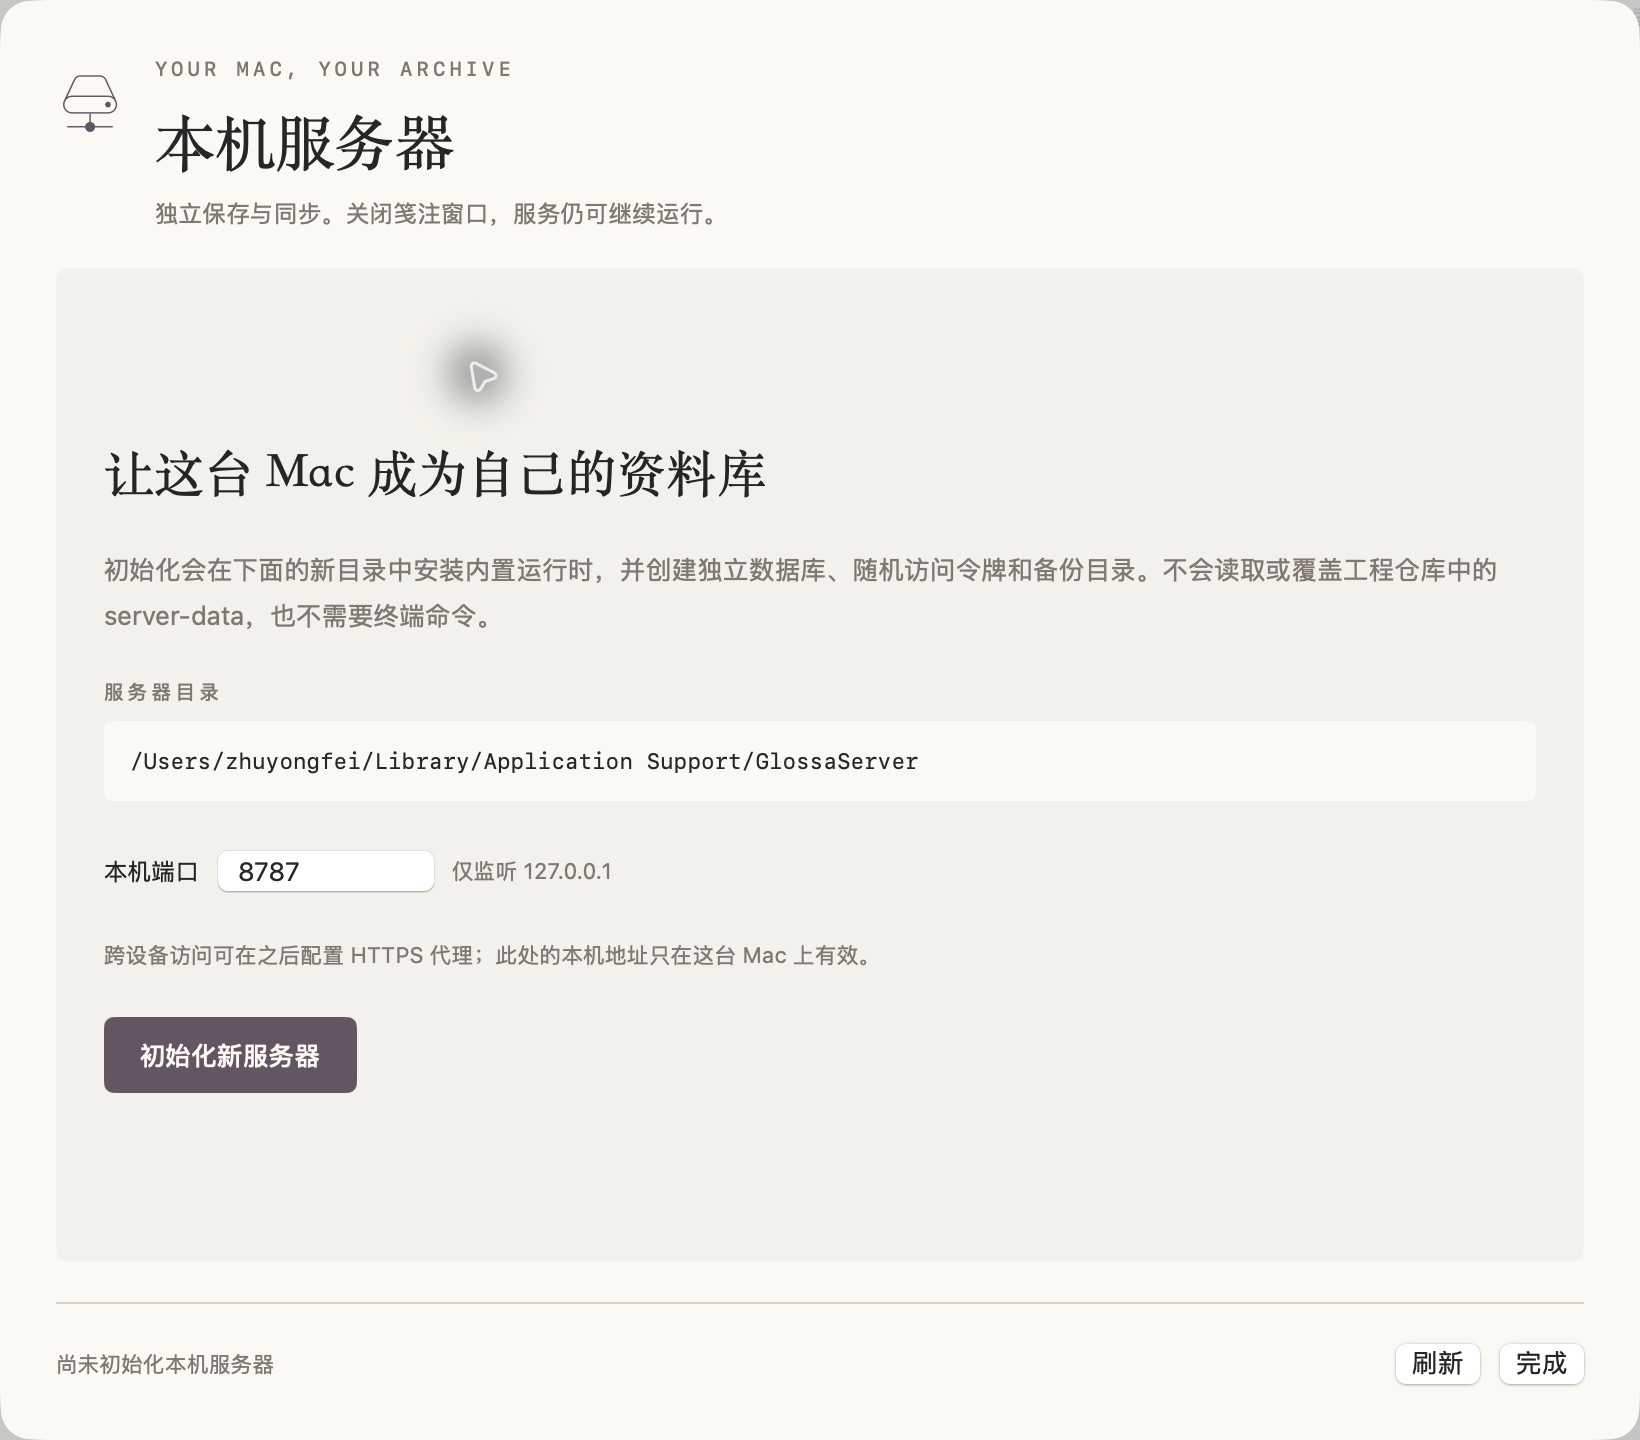 YOUR MAC, YOUR ARCHIVE
本机服务器
独立保存与同步。关闭笺注窗口，服务仍可继续运行。
让这台 Mac 成为自己的资料库
初始化会在下面的新目录中安装内置运行时，并创建独立数据库、随机访问令牌和备份目录。不会读取或覆盖工程仓库中的
server-data，也不需要终端命令。
服务器目录
/Users/zhuyongfei/Library/Application Support/GlossaServer
本机端口 8787 仅监听 127.0.0.1
跨设备访问可在之后配置 HTTPS 代理；此处的本机地址只在这台 Mac 上有效。
初始化新服务器
尚未初始化本机服务器 刷新 完成